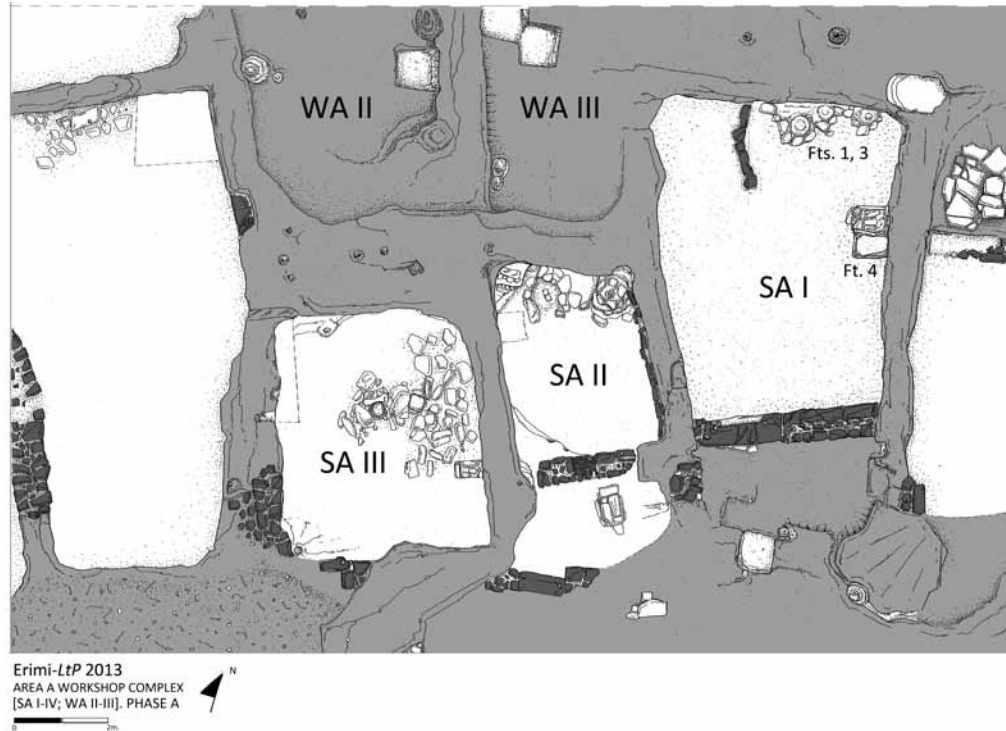 WA II
WA III
Fts. 1, 3
Ft. 4
SA I
SA II
SA III
Erimi-LtP 2013
AREA A WORKSHOP COMPLEX
[SA I-IV; WA II-III]. PHASE A
N
0 2m.